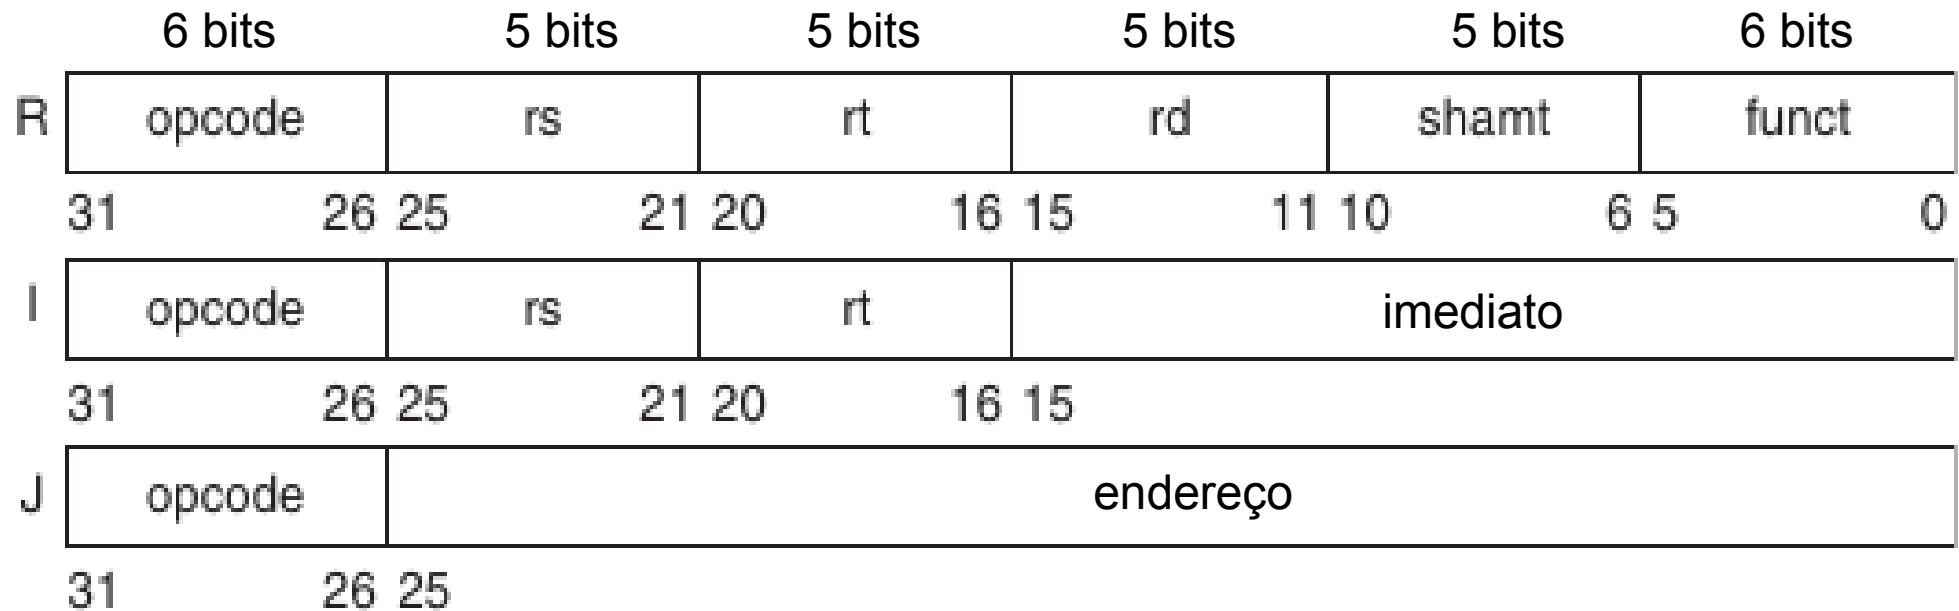 6 bits 5 bits 5 bits 5 bits 5 bits 6 bits
R opcode rs rt rd shamt funct
31 26 25 21 20 16 15 11 10 6 5 0
I opcode rs rt imediato
31 26 25 21 20 16 15
J opcode endereço
31 26 25